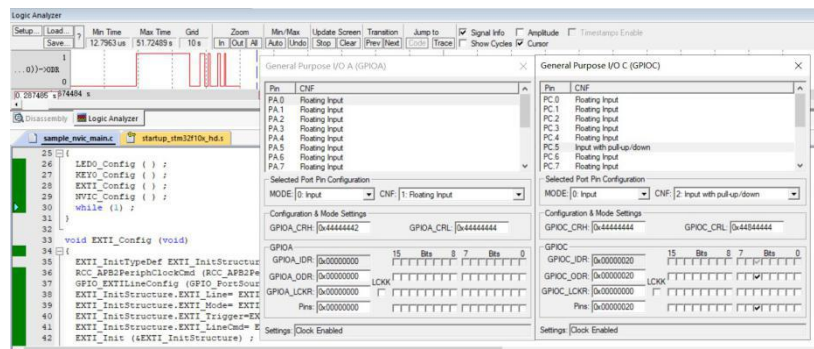 Logic Analyzer
Setup... Load... ? Min Time Max Time Grid Zoom Min/Max Update Screen Transition Jump to Signal Info Amplitude Timestamps Enable
Save... 12.7963 us 51.72489 s 10 s In Out All Auto Undo Stop Clear Prev Next Code Trace Show Cycles Cursor
1
...0))->ODR
0
0.287485 s
Disassembly Logic Analyzer
sample_nvic_main.c startup_stm32f10x_hd.s
25 {
26 LED0_Config ( ) ;
27 KEY0_Config ( ) ;
28 EXTI_Config ( ) ;
29 NVIC_Config ( ) ;
30 while (1) ;
31 }
32
33 void EXTI_Config (void)
34 {
35 EXTI_InitTypeDef EXTI_InitStructur
36 RCC_APB2PeriphClockCmd (RCC_APB2Pe
37 GPIO_EXTILineConfig (GPIO_PortSour
38 EXTI_InitStructure.EXTI_Line= EXTI
39 EXTI_InitStructure.EXTI_Mode= EXTI
40 EXTI_InitStructure.EXTI_Trigger=EX
41 EXTI_InitStructure.EXTI_LineCmd= E
42 EXTI_Init (&EXTI_InitStructure) ;
General Purpose I/O A (GPIOA)
Pin CNF
PA.0 Floating Input
PA.1 Floating Input
PA.2 Floating Input
PA.3 Floating Input
PA.4 Floating Input
PA.5 Floating Input
PA.6 Floating Input
PA.7 Floating Input
Selected Port Pin Configuration
MODE: 0: Input CNF: 1: Floating Input
Configuration & Mode Settings
GPIOA_CRH: 0x44444442 GPIOA_CRL: 0x44444444
GPIOA
15 Bits 8 7 Bits 0
GPIOA_IDR: 0x00000000
GPIOA_ODR: 0x00000000
LCKK
GPIOA_LCKR: 0x00000000
Pins: 0x00000000
Settings: Clock Enabled
General Purpose I/O C (GPIOC)
Pin CNF
PC.0 Floating Input
PC.1 Floating Input
PC.2 Floating Input
PC.3 Floating Input
PC.4 Floating Input
PC.5 Input with pull-up/down
PC.6 Floating Input
PC.7 Floating Input
Selected Port Pin Configuration
MODE: 0: Input CNF: 2: Input with pull-up/down
Configuration & Mode Settings
GPIOC_CRH: 0x44444444 GPIOC_CRL: 0x44844444
GPIOC
15 Bits 8 7 Bits 0
GPIOC_IDR: 0x00000020
GPIOC_ODR: 0x00000020
LCKK
GPIOC_LCKR: 0x00000000
Pins: 0x00000020
Settings: Clock Enabled